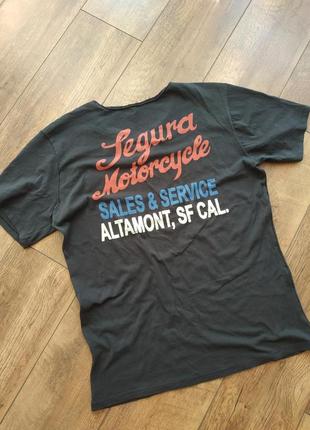 Segura
Motorcycle
SALES & SERVICE
ALTAMONT, SF CAL.